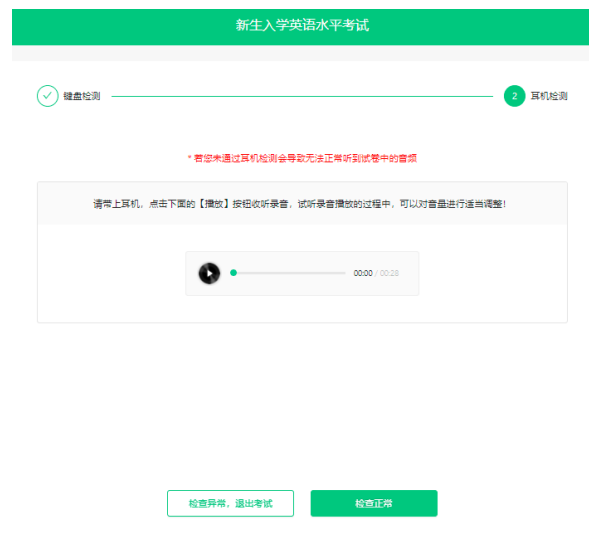 新生入学英语水平考试
键盘检测
2 耳机检测
* 若您未通过耳机检测会导致无法正常听到试卷中的音频
请带上耳机，点击下面的【播放】按钮收听录音，试听录音播放的过程中，可以对音量进行适当调整！
00:00 / 00:28
检查异常，退出考试
检查正常